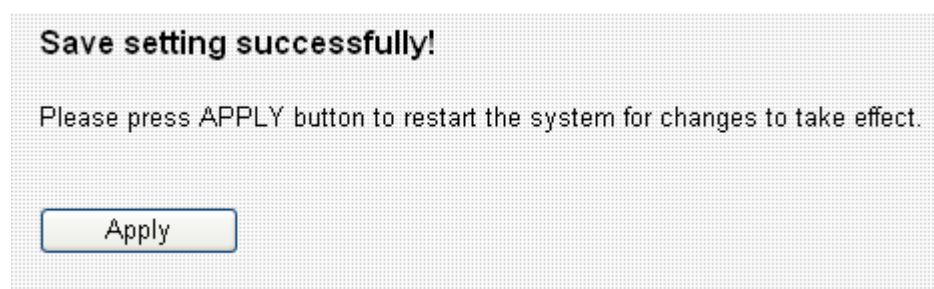 Save setting successfully!
Please press APPLY button to restart the system for changes to take effect.
Apply